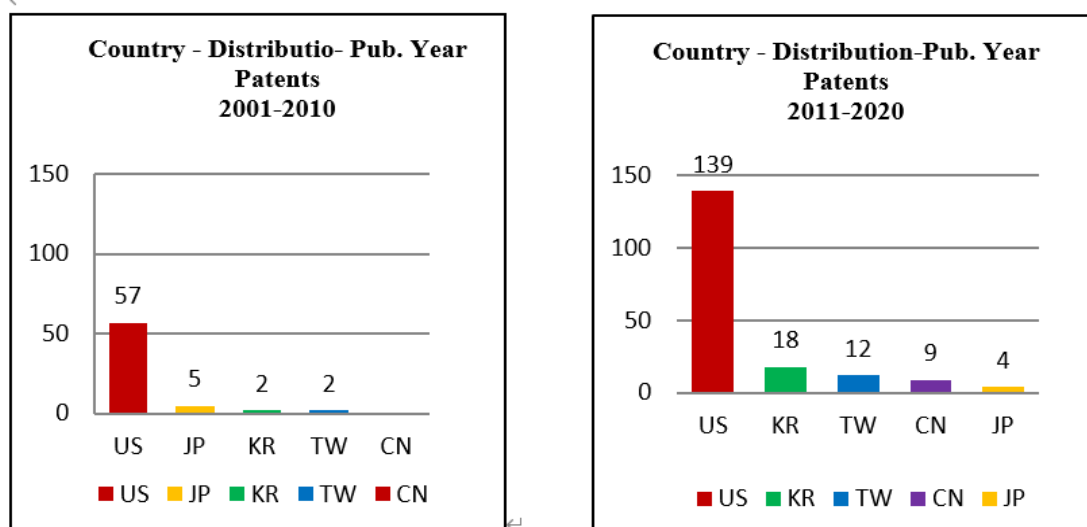 Country - Distributio- Pub. Year
Patents
2001-2010
150
100
50
0
57
5
2
2
US JP KR TW CN
US JP KR TW CN
Country - Distribution-Pub. Year
Patents
2011-2020
150
100
50
0
139
18
12
9
4
US KR TW CN JP
US KR TW CN JP